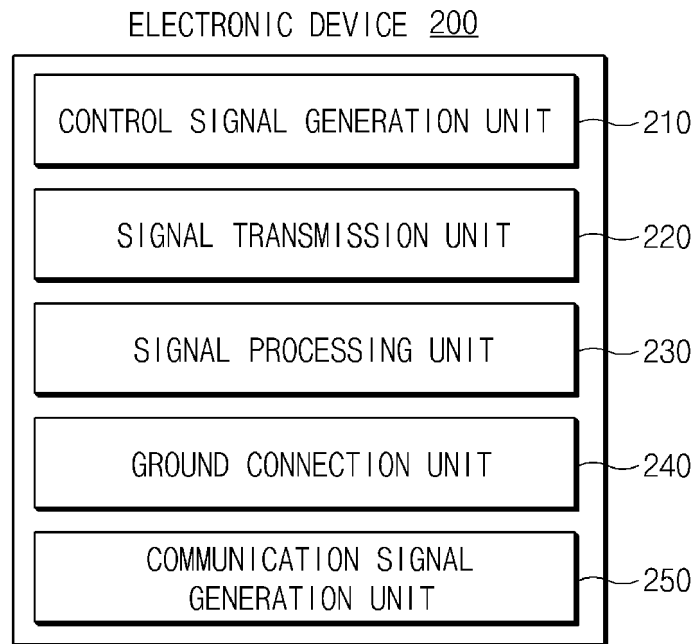 ELECTRONIC DEVICE 200
CONTROL SIGNAL GENERATION UNIT
210
SIGNAL TRANSMISSION UNIT
220
SIGNAL PROCESSING UNIT
230
GROUND CONNECTION UNIT
240
COMMUNICATION SIGNAL
GENERATION UNIT
250